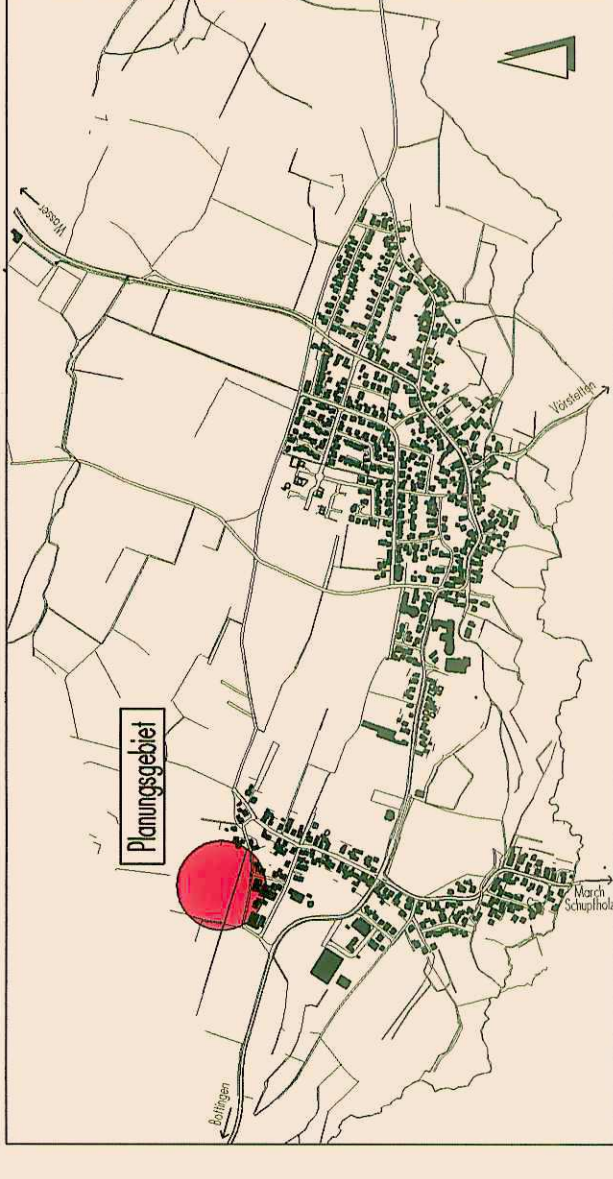 Wasser
Planungsgebiet
Vörstetten
March
Schupfholz
Bottingen